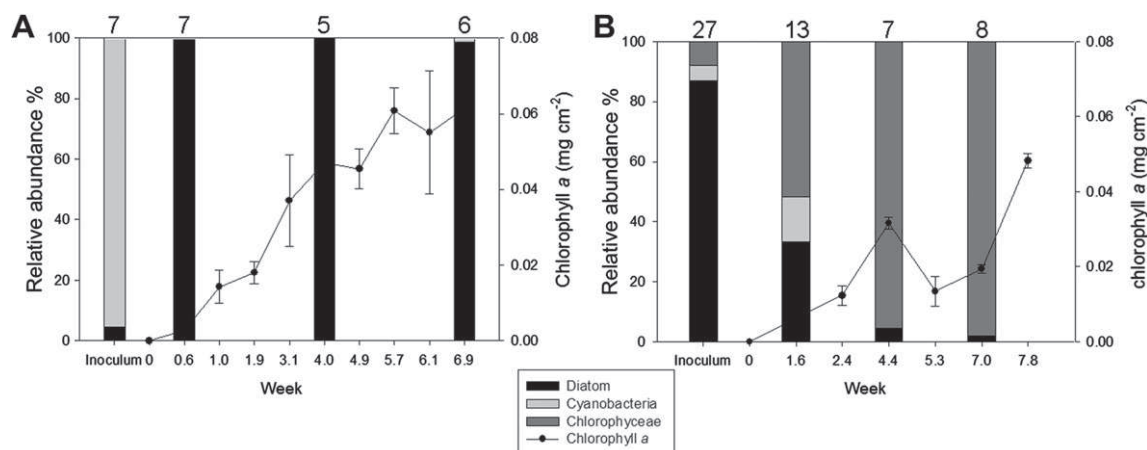 A
7 7 5 6
Relative abundance %
100
80
60
40
20
0
0.08
0.06
0.04
0.02
0.00
Chlorophyll a (mg cm-2)
Inoculum 0 0.6 1.0 1.9 3.1 4.0 4.9 5.7 6.1 6.9
Week
B
27 13 7 8
Relative abundance %
100
80
60
40
20
0
0.08
0.06
0.04
0.02
0.00
chlorophyll a (mg cm-2)
Inoculum 0 1.6 2.4 4.4 5.3 7.0 7.8
Week
Diatom
Cyanobacteria
Chlorophyceae
Chlorophyll a